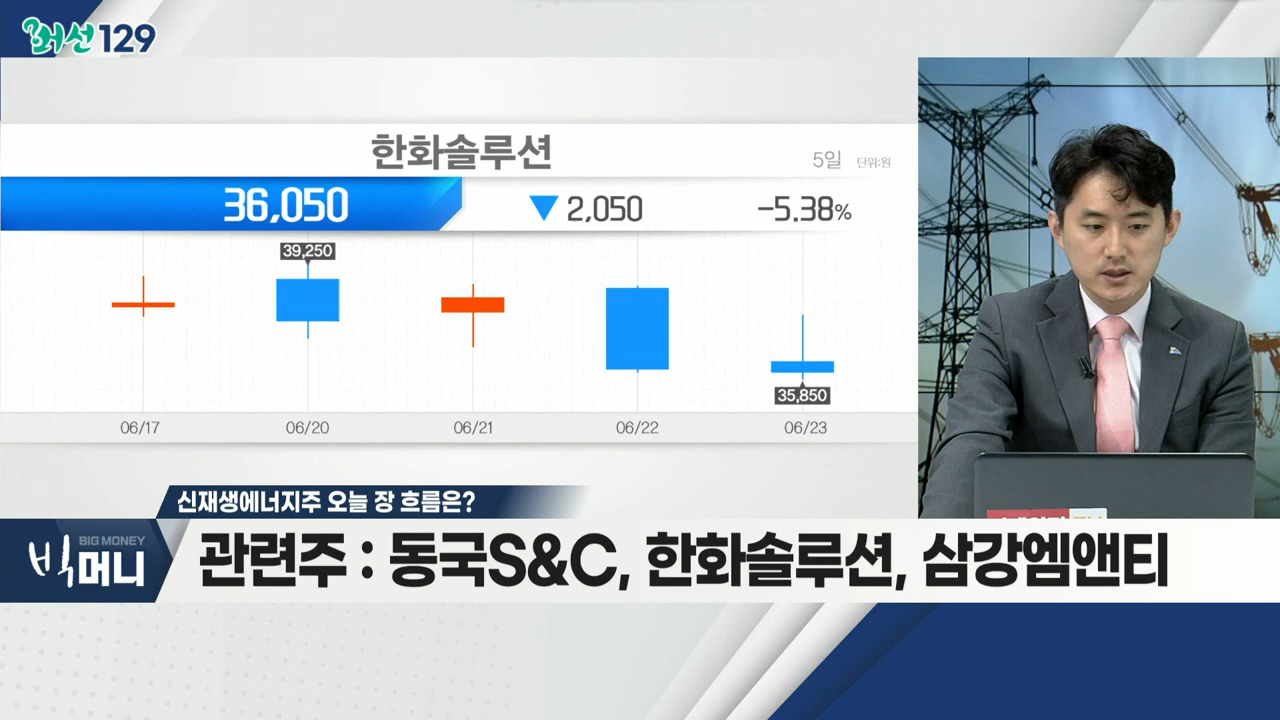 머선129
한화솔루션
5일 단위:원
36,050 ▼ 2,050 -5.38%
39,250
35,850
06/17 06/20 06/21 06/22 06/23
신재생에너지주 오늘 장 흐름은?
BIG MONEY
빅머니
관련주 : 동국S&C, 한화솔루션, 삼강엠앤티